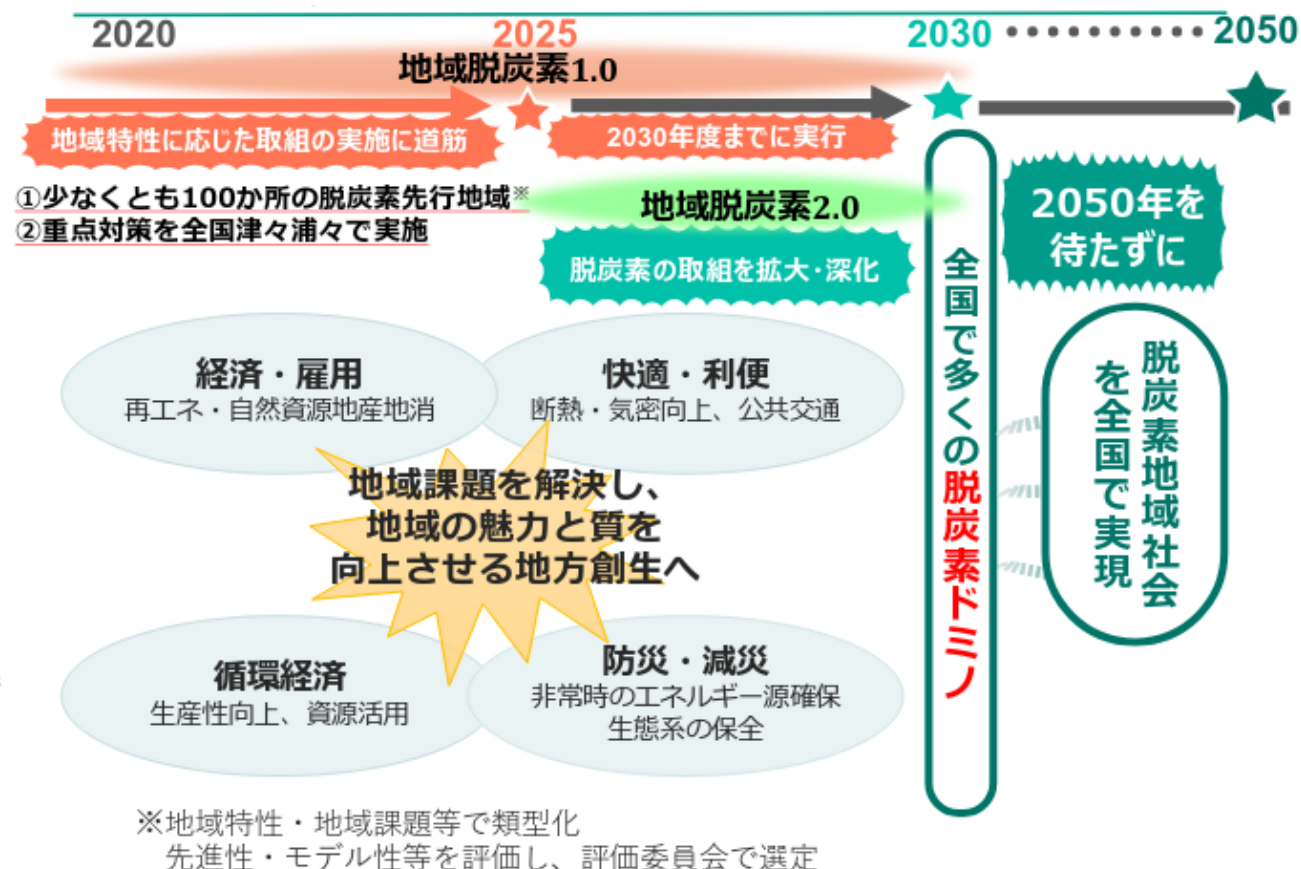 2020
2025
2030
2050
地域脱炭素1.0
地域特性に応じた取組の実施に道筋
2030年度までに実行
①少なくとも100か所の脱炭素先行地域※
②重点対策を全国津々浦々で実施
地域脱炭素2.0
脱炭素の取組を拡大・深化
2050年を
待たずに
全国で多くの脱炭素ドミノ
脱炭素地域社会
を全国で実現
経済・雇用
再エネ・自然資源地産地消
快適・利便
断熱・気密向上、公共交通
地域課題を解決し、
地域の魅力と質を
向上させる地方創生へ
循環経済
生産性向上、資源活用
防災・減災
非常時のエネルギー源確保
生態系の保全
※地域特性・地域課題等で類型化
先進性・モデル性等を評価し、評価委員会で選定